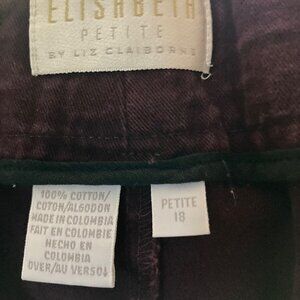 ELISABETH
PETITE
BY LIZ CLAIBORNE
100% COTTON/
COTON/ALGODON
MADE IN COLOMBIA
FAIT EN COLOMBIE
HECHO EN
COLOMBIA
OVER/AU VERSO↓
PETITE
18